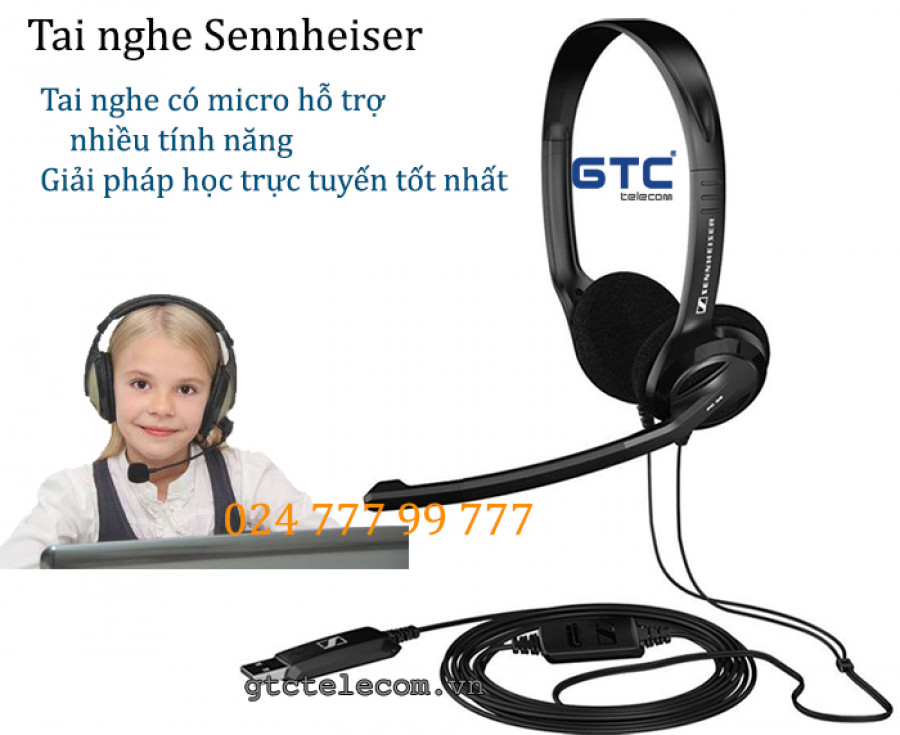 Tai nghe Sennheiser
Tai nghe có micro hỗ trợ
nhiều tính năng
Giải pháp học trực tuyến tốt nhất
GTC®
telecom
SENNHEISER
024 777 99 777
gtctelecom.vn